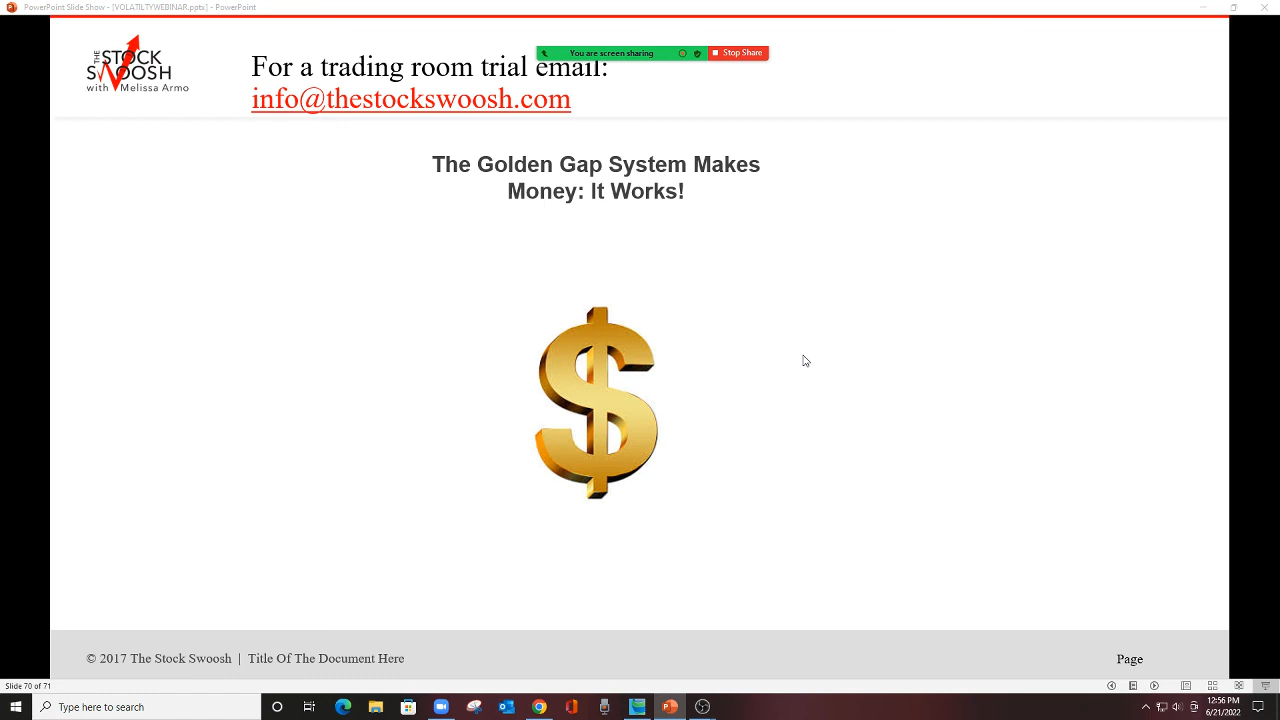 PowerPoint Slide Show - [VOLATILTYWEBINAR.pptx] - PowerPoint
You are screen sharing
Stop Share
THE
STOCK
SWOOSH
with Melissa Armo
For a trading room trial email:
info@thestockswoosh.com
The Golden Gap System Makes
Money: It Works!
$
© 2017 The Stock Swoosh | Title Of The Document Here
Page
Slide 70 of 71
Type here to search
12:56 PM
6/21/2022